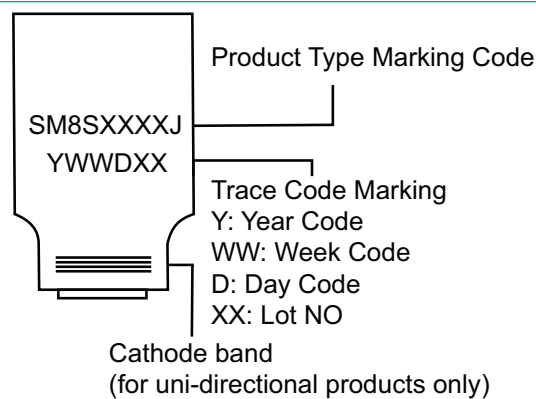 Product Type Marking Code
SM8SXXXXJ
YWWDXX
Trace Code Marking
Y: Year Code
WW: Week Code
D: Day Code
XX: Lot NO
Cathode band
(for uni-directional products only)